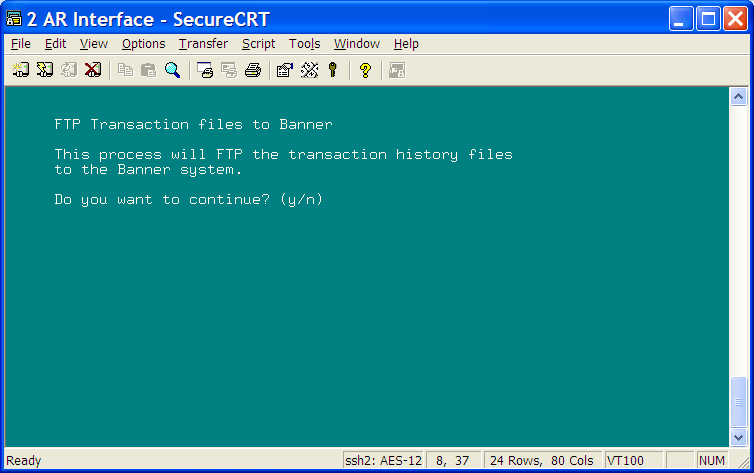 2 AR Interface - SecureCRT
File Edit View Options Transfer Script Tools Window Help
FTP Transaction files to Banner
This process will FTP the transaction history files
to the Banner system.
Do you want to continue? (y/n)
Ready ssh2: AES-12 8, 37 24 Rows, 80 Cols VT100 NUM